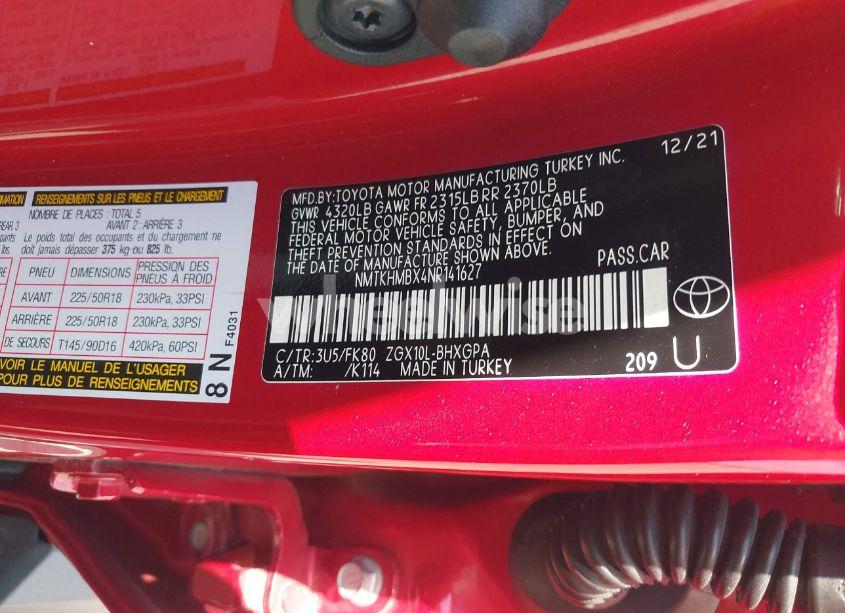 RMATION
RENSEIGNEMENTS SUR LES PNEUS ET LE CHARGEMENT
NOMBRE DE PLACES : TOTAL 5
REAR 3
AVANT 2 : ARRIÈRE 3
Le poids total des occupants et du chargement ne
lbs.
doit jamais dépasser 375 kg ou 825 lb.
PNEU DIMENSIONS PRESSION DES PNEUS À FROID
AVANT 225/50R18 230kPa, 33PSI
ARRIÈRE 225/50R18 230kPa, 33PSI
DE SECOURS T145/90D16 420kPa, 60PSI
VOIR LE MANUEL DE L'USAGER
POUR PLUS DE RENSEIGNEMENTS
8 N F4031
MFD.BY:TOYOTA MOTOR MANUFACTURING TURKEY INC. 12/21
GVWR 4320LB GAWR FR 2315LB RR 2370LB
THIS VEHICLE CONFORMS TO ALL APPLICABLE
FEDERAL MOTOR VEHICLE SAFETY, BUMPER, AND
THEFT PREVENTION STANDARDS IN EFFECT ON
THE DATE OF MANUFACTURE SHOWN ABOVE.
NMTKHMBX4NR141627 PASS.CAR
wheelwise
C/TR:3U5/FK80 ZGX10L-BHXGPA
A/TM: /K114 MADE IN TURKEY 209 U